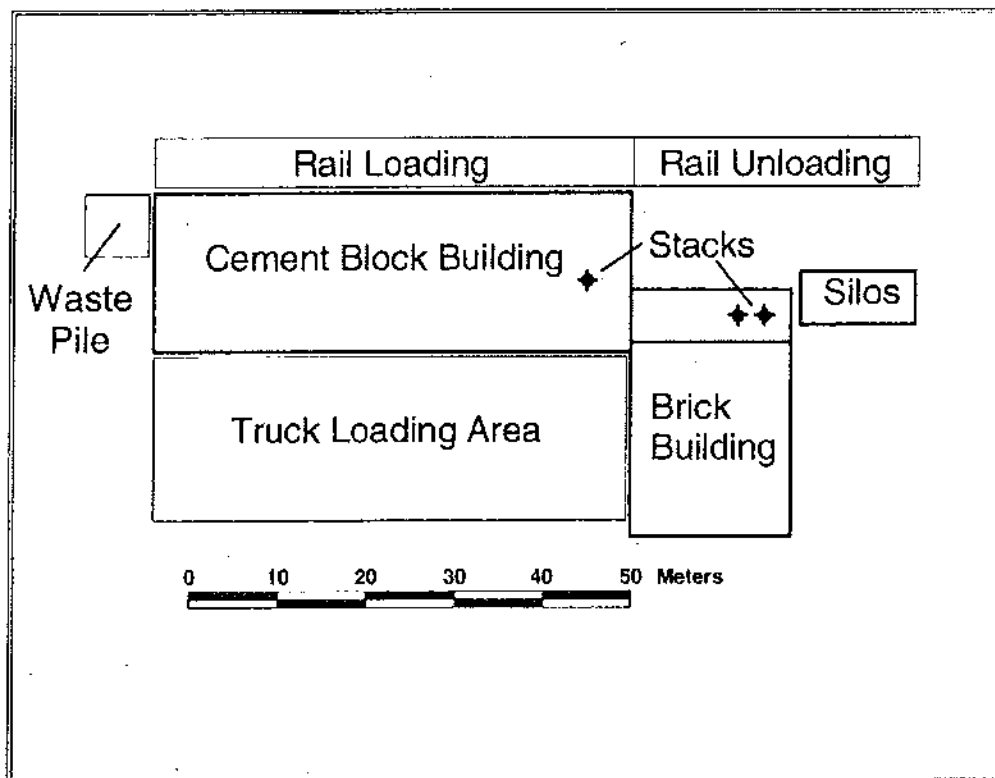 Rail Loading
Rail Unloading
Cement Block Building
Stacks
Silos
Waste
Pile
Truck Loading Area
Brick
Building
0 10 20 30 40 50 Meters